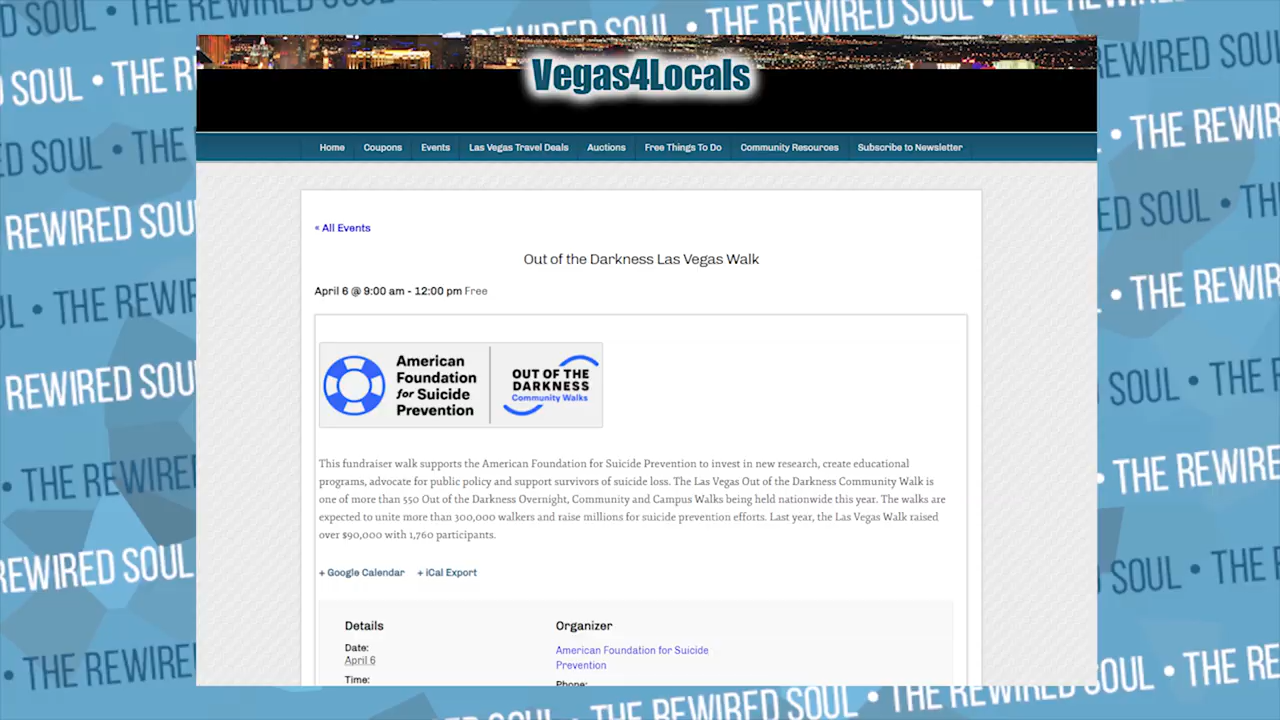 THE REWIRED SOUL • THE REWIRED SOUL • THE REWIRED SOUL
Vegas4Locals
Home Coupons Events Las Vegas Travel Deals Auctions Free Things To Do Community Resources Subscribe to Newsletter
« All Events
Out of the Darkness Las Vegas Walk
April 6 @ 9:00 am - 12:00 pm Free
American
Foundation
for Suicide
Prevention
OUT OF THE
DARKNESS
Community Walks
This fundraiser walk supports the American Foundation for Suicide Prevention to invest in new research, create educational
programs, advocate for public policy and support survivors of suicide loss. The Las Vegas Out of the Darkness Community Walk is
one of more than 550 Out of the Darkness Overnight, Community and Campus Walks being held nationwide this year. The walks are
expected to unite more than 300,000 walkers and raise millions for suicide prevention efforts. Last year, the Las Vegas Walk raised
over $90,000 with 1,760 participants.
+ Google Calendar + iCal Export
Details
Date:
April 6
Time:
Organizer
American Foundation for Suicide
Prevention
Phone: